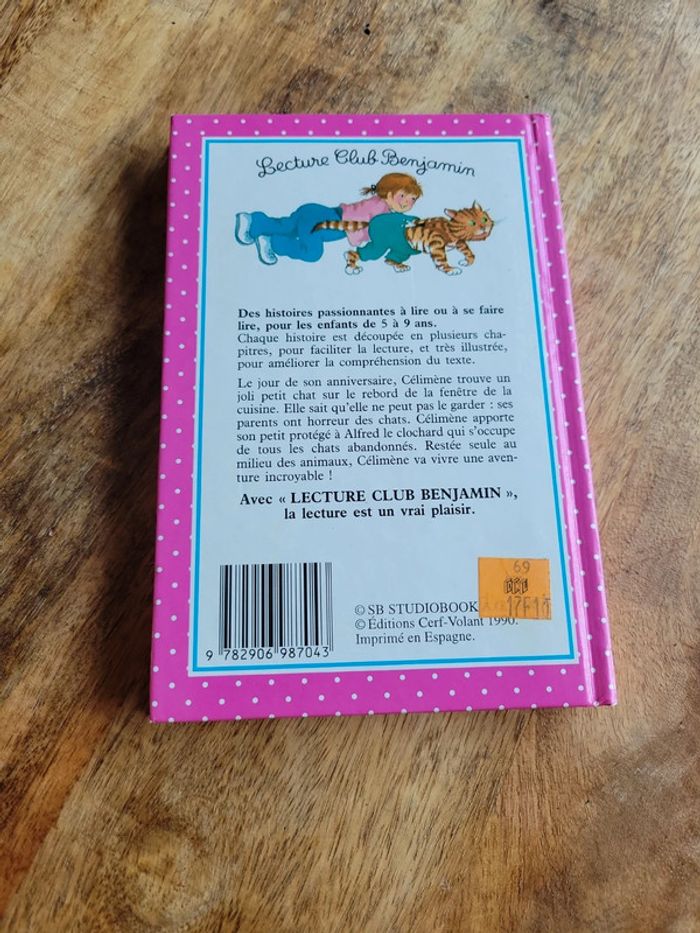 Lecture Club Benjamin
Des histoires passionnantes à lire ou à se faire
lire, pour les enfants de 5 à 9 ans.
Chaque histoire est découpée en plusieurs cha-
pitres, pour faciliter la lecture, et très illustrée,
pour améliorer la compréhension du texte.
Le jour de son anniversaire, Célimène trouve un
joli petit chat sur le rebord de la fenêtre de la
cuisine. Elle sait qu'elle ne peut pas le garder : ses
parents ont horreur des chats. Célimène apporte
son petit protégé à Alfred le clochard qui s'occupe
de tous les chats abandonnés. Restée seule au
milieu des animaux, Célimène va vivre une aven-
ture incroyable !
Avec « LECTURE CLUB BENJAMIN »,
la lecture est un vrai plaisir.
69
© SB STUDIOBOOK
© Éditions Cerf-Volant 1990.
Imprimé en Espagne.
9 782906 987043